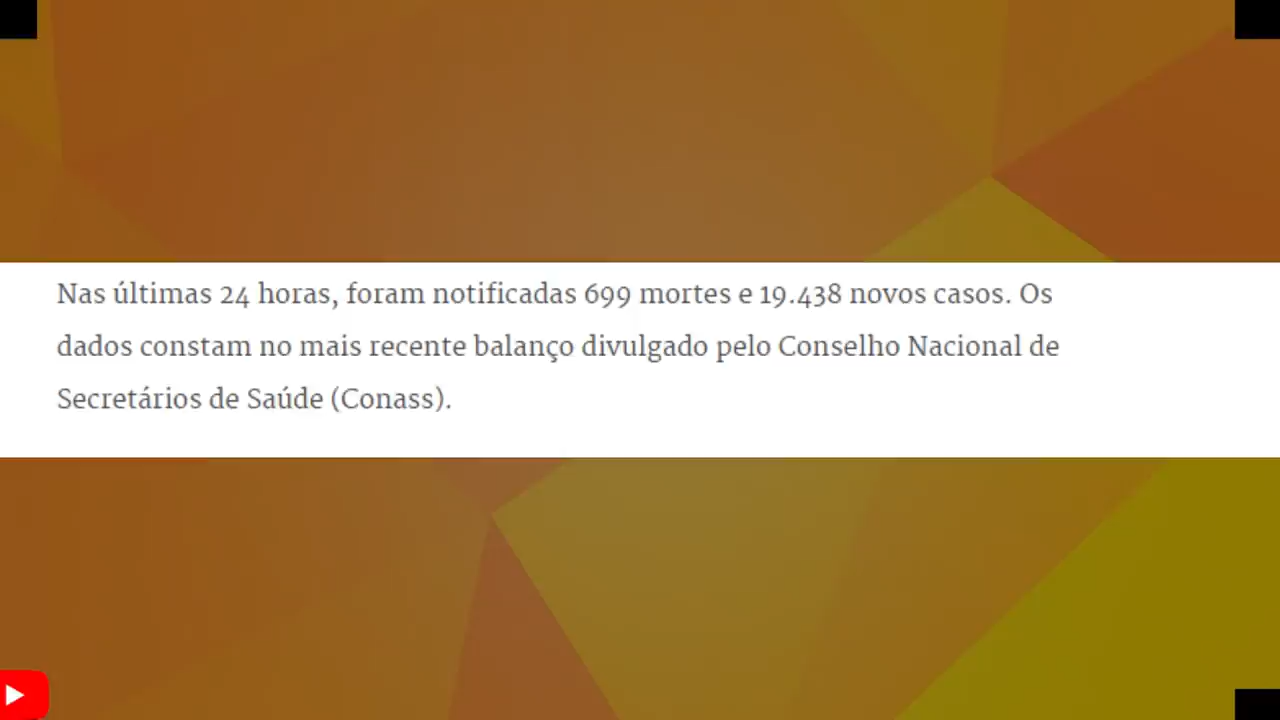 Nas últimas 24 horas, foram notificadas 699 mortes e 19.438 novos casos. Os
dados constam no mais recente balanço divulgado pelo Conselho Nacional de
Secretários de Saúde (Conass).